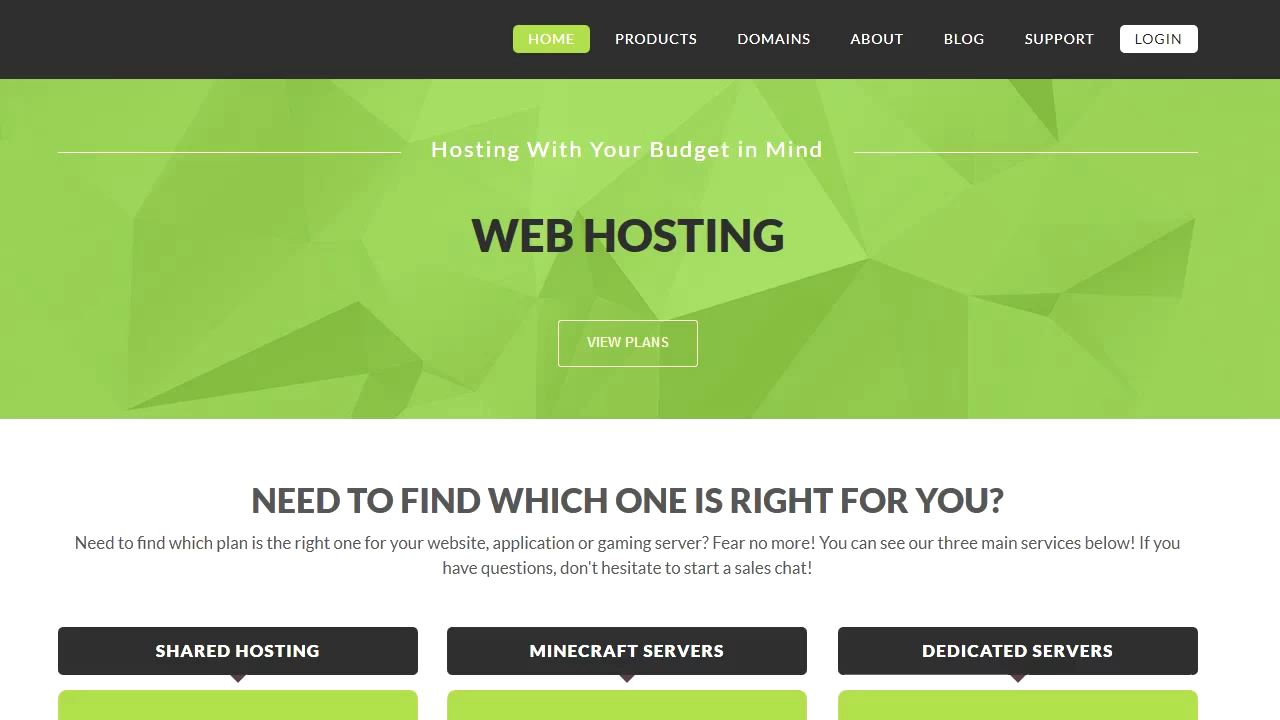 HOME PRODUCTS DOMAINS ABOUT BLOG SUPPORT LOGIN
Hosting With Your Budget in Mind
WEB HOSTING
VIEW PLANS
NEED TO FIND WHICH ONE IS RIGHT FOR YOU?
Need to find which plan is the right one for your website, application or gaming server? Fear no more! You can see our three main services below! If you
have questions, don't hesitate to start a sales chat!
SHARED HOSTING MINECRAFT SERVERS DEDICATED SERVERS